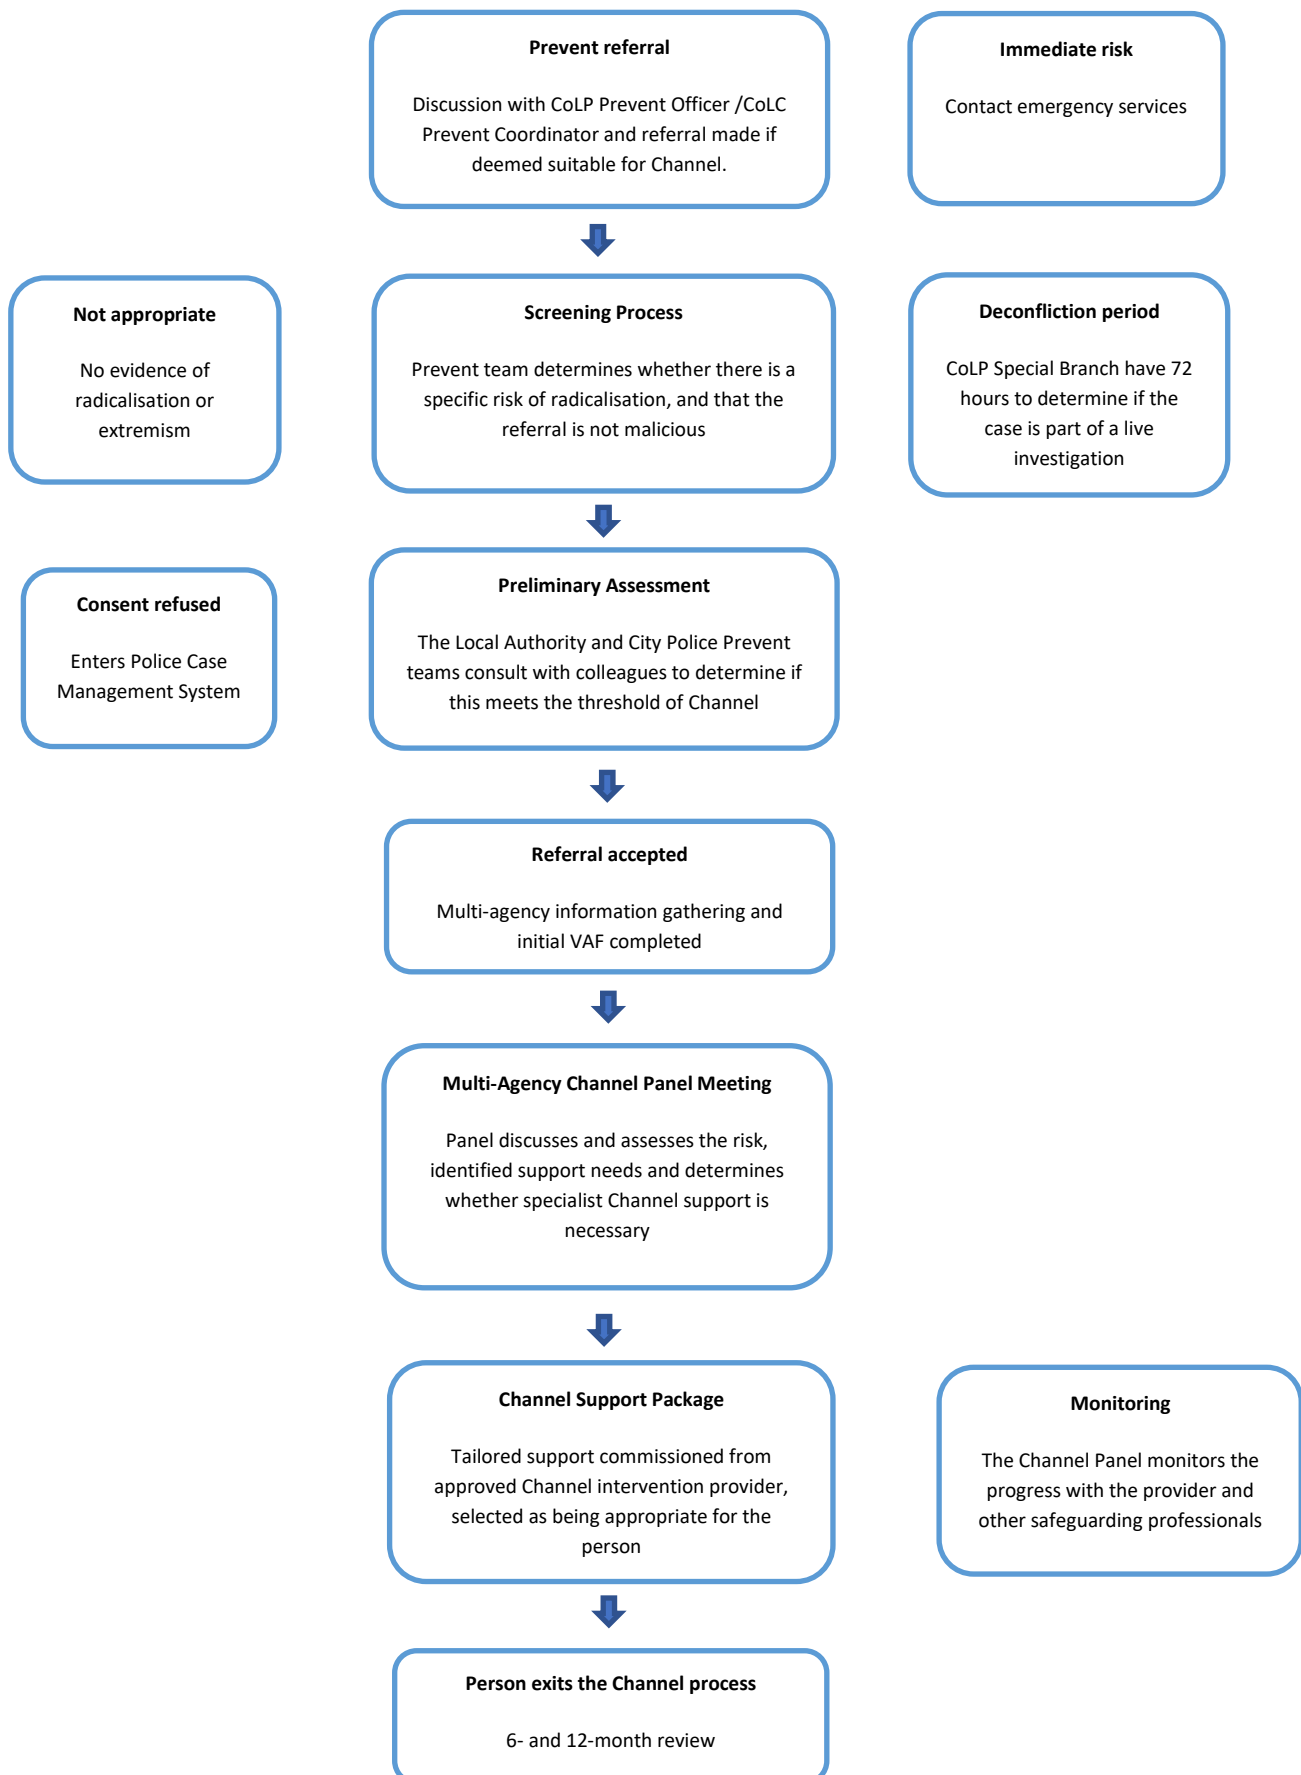 Prevent referral
Discussion with CoLP Prevent Officer /CoLC
Prevent Coordinator and referral made if
deemed suitable for Channel.
Immediate risk
Contact emergency services
Not appropriate
No evidence of
radicalisation or
extremism
Screening Process
Prevent team determines whether there is a
specific risk of radicalisation, and that the
referral is not malicious
Deconfliction period
CoLP Special Branch have 72
hours to determine if the
case is part of a live
investigation
Consent refused
Enters Police Case
Management System
Preliminary Assessment
The Local Authority and City Police Prevent
teams consult with colleagues to determine if
this meets the threshold of Channel
Referral accepted
Multi-agency information gathering and
initial VAF completed
Multi-Agency Channel Panel Meeting
Panel discusses and assesses the risk,
identified support needs and determines
whether specialist Channel support is
necessary
Channel Support Package
Tailored support commissioned from
approved Channel intervention provider,
selected as being appropriate for the
person
Monitoring
The Channel Panel monitors the
progress with the provider and
other safeguarding professionals
Person exits the Channel process
6- and 12-month review